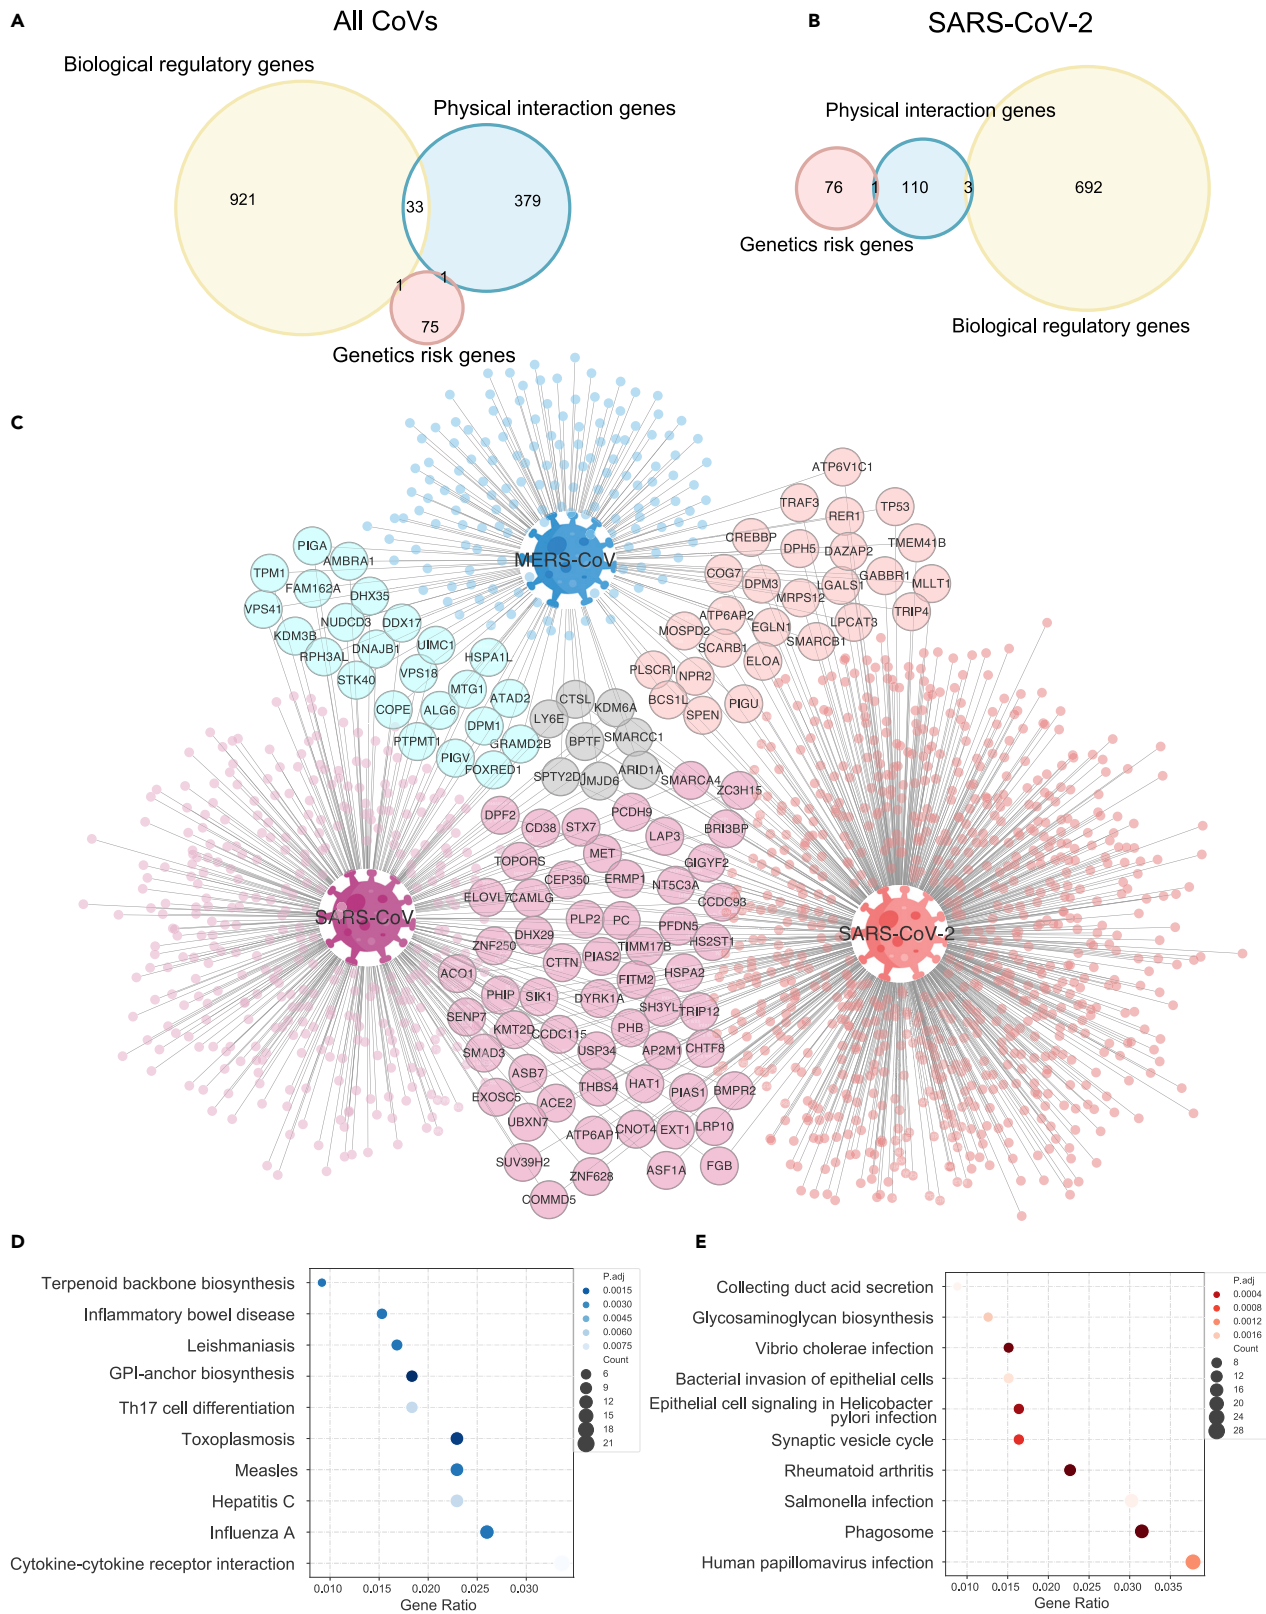 A
All CoVs
Biological regulatory genes
Physical interaction genes
921
33
379
1
1
75
Genetics risk genes
B
SARS-CoV-2
Physical interaction genes
76
1
110
3
692
Genetics risk genes
Biological regulatory genes
C
MERS-CoV
SARS-CoV
SARS-CoV-2
PIGA
AMBRA1
TPM1
FAM162A
DHX35
VPS41
NUDCD3
DDX17
KDM3B
RPH3AL
DNAJB1
UIMC1
STK40
VPS18
HSPA1L
MTG1
ATAD2
COPE
ALG6
DPM1
PTPMT1
GRAMD2B
PIGV
FOXRED1
ATP6V1C1
TRAF3
RER1
TP53
CREBBP
DPH5
DAZAP2
TMEM41B
COG7
DPM3
LGALS1
GABBR1
MLLT1
MRPS12
TRIP4
ATP6AP2
EGLN1
LPCAT3
MOSPD2
SCARB1
SMARCB1
ELOA
PLSCR1
NPR2
BCS1L
SPEN
PIGU
CTSL
KDM6A
LY6E
BPTF
SMARCC1
SPTY2D1
JMJD6
ARID1A
SMARCA4
ZC3H15
DPF2
CD38
STX7
PCDH9
LAP3
BRI3BP
TOPORS
MET
GIGYF2
CEP350
ERMP1
NT5C3A
ELOVL7
CAMLG
CCDC93
PLP2
PC
PFDN5
ZNF250
DHX29
TIMM17B
HS2ST1
CTTN
PIAS2
ACO1
FITM2
HSPA2
PHIP
SIK1
DYRK1A
SH3YL1
TRIP12
SENP7
KMT2D
CCDC115
PHB
SMAD3
USP34
AP2M1
CHTF8
ASB7
THBS4
HAT1
PIAS1
BMPR2
EXOSC5
ACE2
UBXN7
ATP6AP1
CNOT4
EXT1
LRP10
SUV39H2
ZNF628
ASF1A
FGB
COMMD5
D
Terpenoid backbone biosynthesis
Inflammatory bowel disease
Leishmaniasis
GPI-anchor biosynthesis
Th17 cell differentiation
Toxoplasmosis
Measles
Hepatitis C
Influenza A
Cytokine-cytokine receptor interaction
0.010 0.015 0.020 0.025 0.030
Gene Ratio
P.adj
0.0015
0.0030
0.0045
0.0060
0.0075
Count
6
9
12
15
18
21
E
Collecting duct acid secretion
Glycosaminoglycan biosynthesis
Vibrio cholerae infection
Bacterial invasion of epithelial cells
Epithelial cell signaling in Helicobacter
pylori infection
Synaptic vesicle cycle
Rheumatoid arthritis
Salmonella infection
Phagosome
Human papillomavirus infection
0.010 0.015 0.020 0.025 0.030 0.035
Gene Ratio
P.adj
0.0004
0.0008
0.0012
0.0016
Count
8
12
16
20
24
28